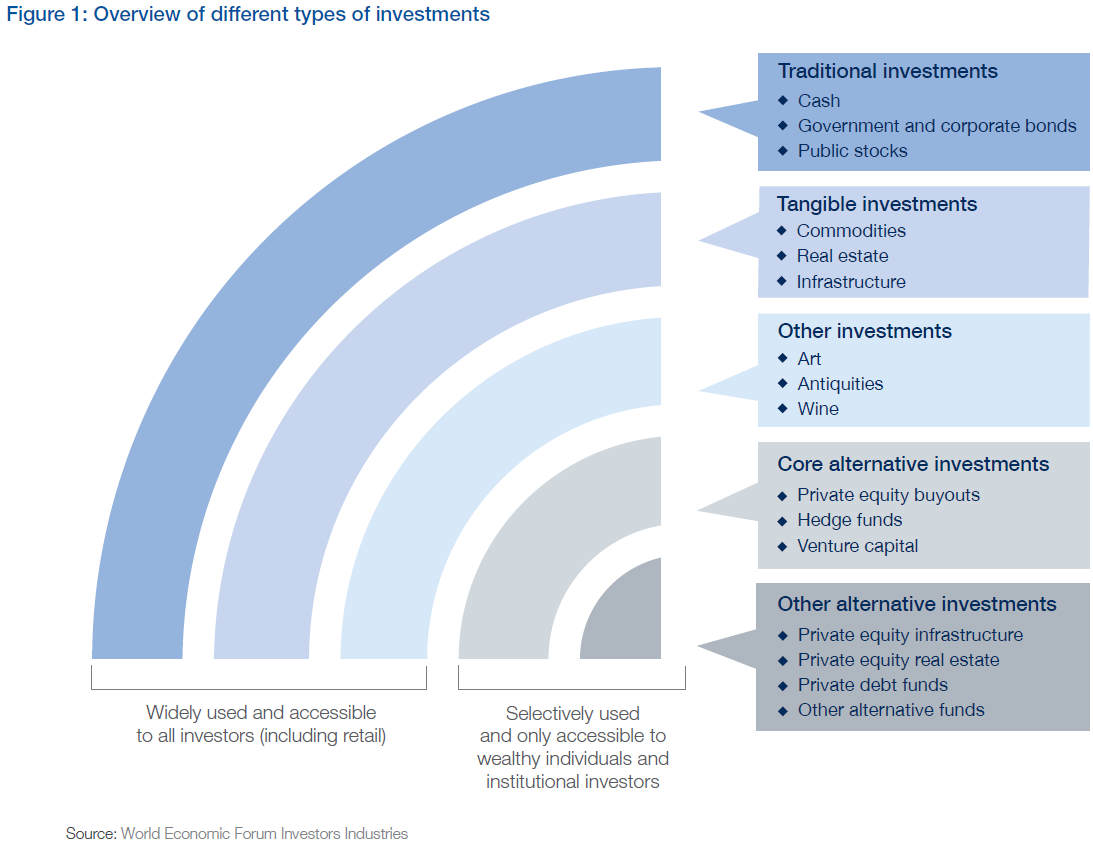 Figure 1: Overview of different types of investments
Traditional investments
◆ Cash
◆ Government and corporate bonds
◆ Public stocks
Tangible investments
◆ Commodities
◆ Real estate
◆ Infrastructure
Other investments
◆ Art
◆ Antiquities
◆ Wine
Core alternative investments
◆ Private equity buyouts
◆ Hedge funds
◆ Venture capital
Other alternative investments
◆ Private equity infrastructure
◆ Private equity real estate
◆ Private debt funds
◆ Other alternative funds
Widely used and accessible
to all investors (including retail)
Selectively used
and only accessible to
wealthy individuals and
institutional investors
Source: World Economic Forum Investors Industries